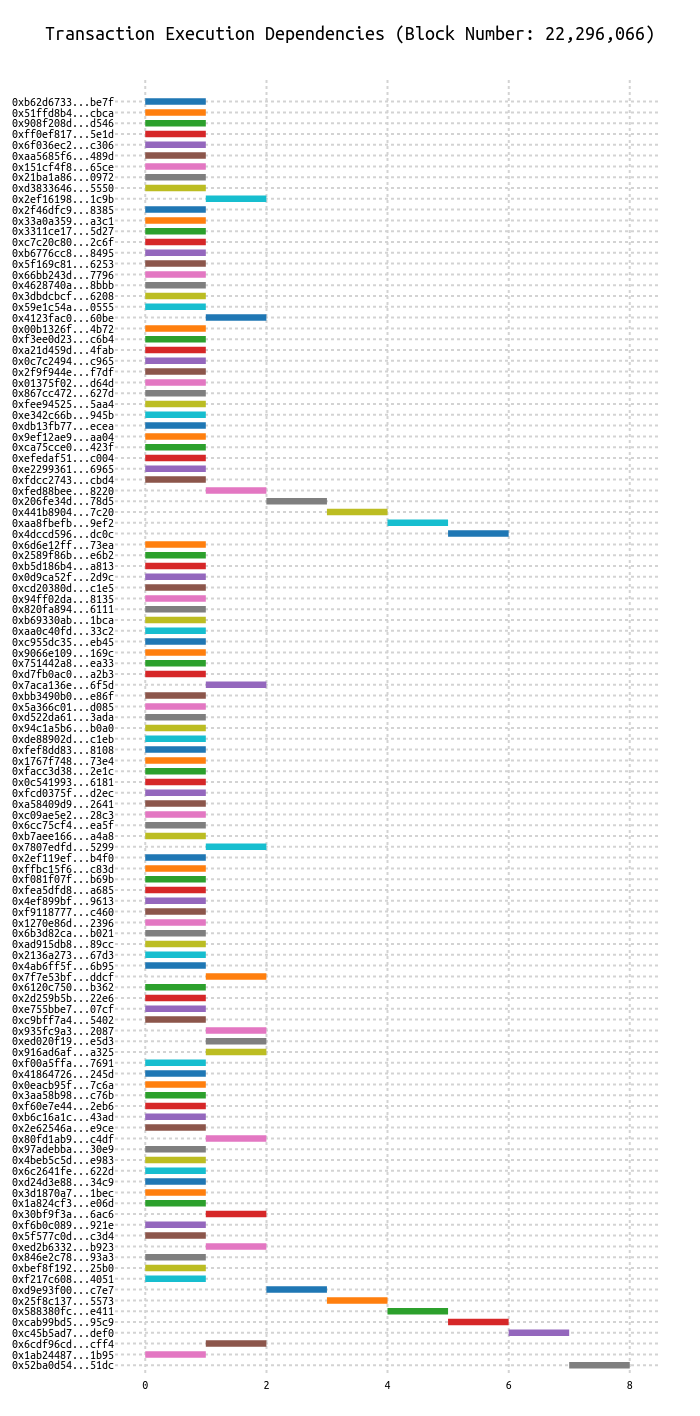 Transaction Execution Dependencies (Block Number: 22,296,066)
0xb62d6733...be7f
0x51ffd8b4...cbca
0x908f208d...d546
0xff0ef817...5e1d
0x6f036ec2...c306
0xaa5685f6...489d
0x151cf4f8...65ce
0x21ba1a86...0972
0xd3833646...5550
0x2ef16198...1c9b
0x2f46dfc9...8385
0x33a0a359...a3c1
0x3311ce17...5d27
0xc7c20c80...2c6f
0xb6776cc8...8495
0x5f169c81...6253
0x66bb243d...7796
0x4628740a...8bbb
0x3dbdcbcf...6208
0x59e1c54a...0555
0x4123fac0...60be
0x00b1326f...4b72
0xf3ee0d23...c6b4
0xa21d459d...4fab
0x0c7c2494...c965
0x2f9f944e...f7df
0x01375f02...d64d
0x867cc472...627d
0xfee94525...5aa4
0xe342c66b...945b
0xdb13fb77...ecea
0x9ef12ae9...aa04
0xca75cce0...423f
0xefedaf51...c004
0xe2299361...6965
0xfdcc2743...cbd4
0xfed88bee...8220
0x206fe34d...78d5
0x441b8904...7c20
0xaa8fbefb...9ef2
0x4dccd596...dc0c
0x6d6e12ff...73ea
0x2589f86b...e6b2
0xb5d186b4...a813
0x0d9ca52f...2d9c
0xcd20380d...c1e5
0x94ff02da...8135
0x820fa894...6111
0xb69330ab...1bca
0xaa0c40fd...33c2
0xc955dc35...eb45
0x9066e109...169c
0x751442a8...ea33
0xd7fb0ac0...a2b3
0x7aca136e...6f5d
0xbb3490b0...e86f
0x5a366c01...d085
0xd522da61...3ada
0x94c1a5b6...b0a0
0xde88902d...c1eb
0xfef8dd83...8108
0x1767f748...73e4
0xfacc3d38...2e1c
0x0c541993...6181
0xfcd0375f...d2ec
0xa58409d9...2641
0xc09ae5e2...28c3
0x6cc75cf4...ea5f
0xb7aee166...a4a8
0x7807edfd...5299
0x2ef119ef...b4f0
0xffbc15f6...c83d
0xf081f07f...b69b
0xfea5dfd8...a685
0x4ef899bf...9613
0xf9118777...c460
0x1270e86d...2396
0x6b3d82ca...b021
0xad915db8...89cc
0x2136a273...67d3
0x4ab6ff5f...6b95
0x7f7e53bf...ddcf
0x6120c750...b362
0x2d259b5b...22e6
0xe755bbe7...07cf
0xc9bff7a4...5402
0x935fc9a3...2087
0xed020f19...e5d3
0x916ad6af...a325
0xf00a5ffa...7691
0x41864726...245d
0x0eacb95f...7c6a
0x3aa58b98...c76b
0xf60e7e44...2eb6
0xb6c16a1c...43ad
0x2e62546a...e9ce
0x80fd1ab9...c4df
0x97adebba...30e9
0x4beb5c5d...e983
0x6c2641fe...622d
0xd24d3e88...34c9
0x3d1870a7...1bec
0x1a824cf3...e06d
0x30bf9f3a...6ac6
0xf6b0c089...921e
0x5f577c0d...c3d4
0xed2b6332...b923
0x846e2c78...93a3
0xbef8f192...25b0
0xf217c608...4051
0xd9e93f00...c7e7
0x25f8c137...5573
0x588380fc...e411
0xcab99bd5...95c9
0xc45b5ad7...def0
0x6cdf96cd...cff4
0x1ab24487...1b95
0x52ba0d54...51dc
0 2 4 6 8